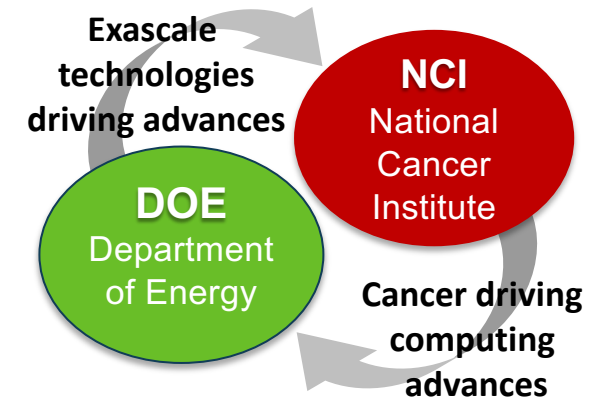 Exascale
technologies
driving advances
NCI
National
Cancer
Institute
DOE
Department
of Energy
Cancer driving
computing
advances